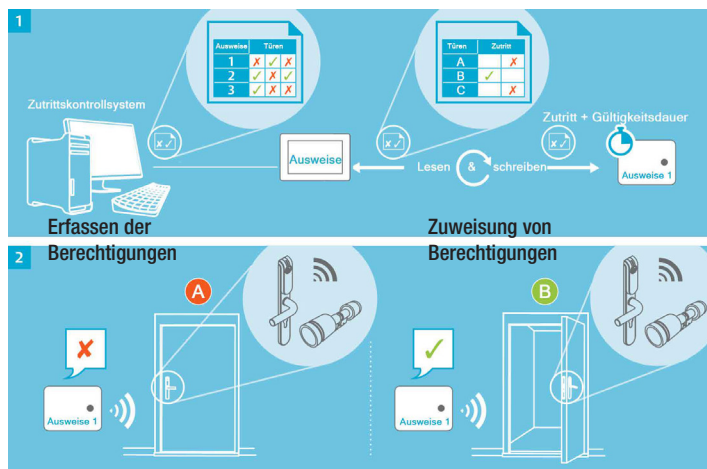 1
Ausweise Türen
1 ✗ ✓ ✗
2 ✓ ✗ ✓
3 ✓ ✗ ✗
Türen Zutritt
A ✗
B ✓
C ✗
Zutrittskontrollsystem
✗ ✓
Ausweise
✗ ✓
Lesen & schreiben
Zutritt + Gültigkeitsdauer
✗ ✓
Ausweise 1
Erfassen der
Berechtigungen
Zuweisung von
Berechtigungen
2
A
✗
Ausweise 1
B
✓
Ausweise 1